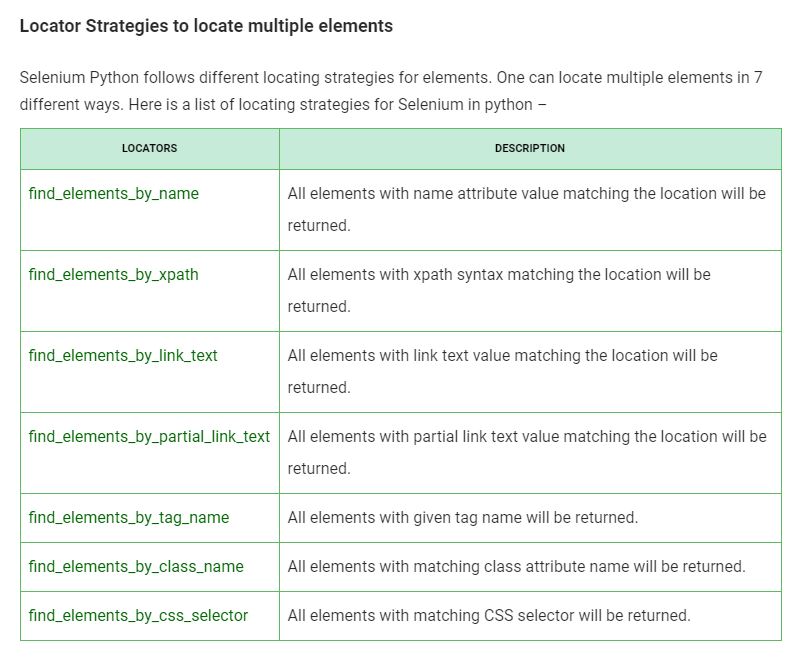 Locator Strategies to locate multiple elements
Selenium Python follows different locating strategies for elements. One can locate multiple elements in 7
different ways. Here is a list of locating strategies for Selenium in python –
LOCATORS
DESCRIPTION
find_elements_by_name
All elements with name attribute value matching the location will be
returned.
find_elements_by_xpath
All elements with xpath syntax matching the location will be
returned.
find_elements_by_link_text
All elements with link text value matching the location will be
returned.
find_elements_by_partial_link_text
All elements with partial link text value matching the location will be
returned.
find_elements_by_tag_name
All elements with given tag name will be returned.
find_elements_by_class_name
All elements with matching class attribute name will be returned.
find_elements_by_css_selector
All elements with matching CSS selector will be returned.